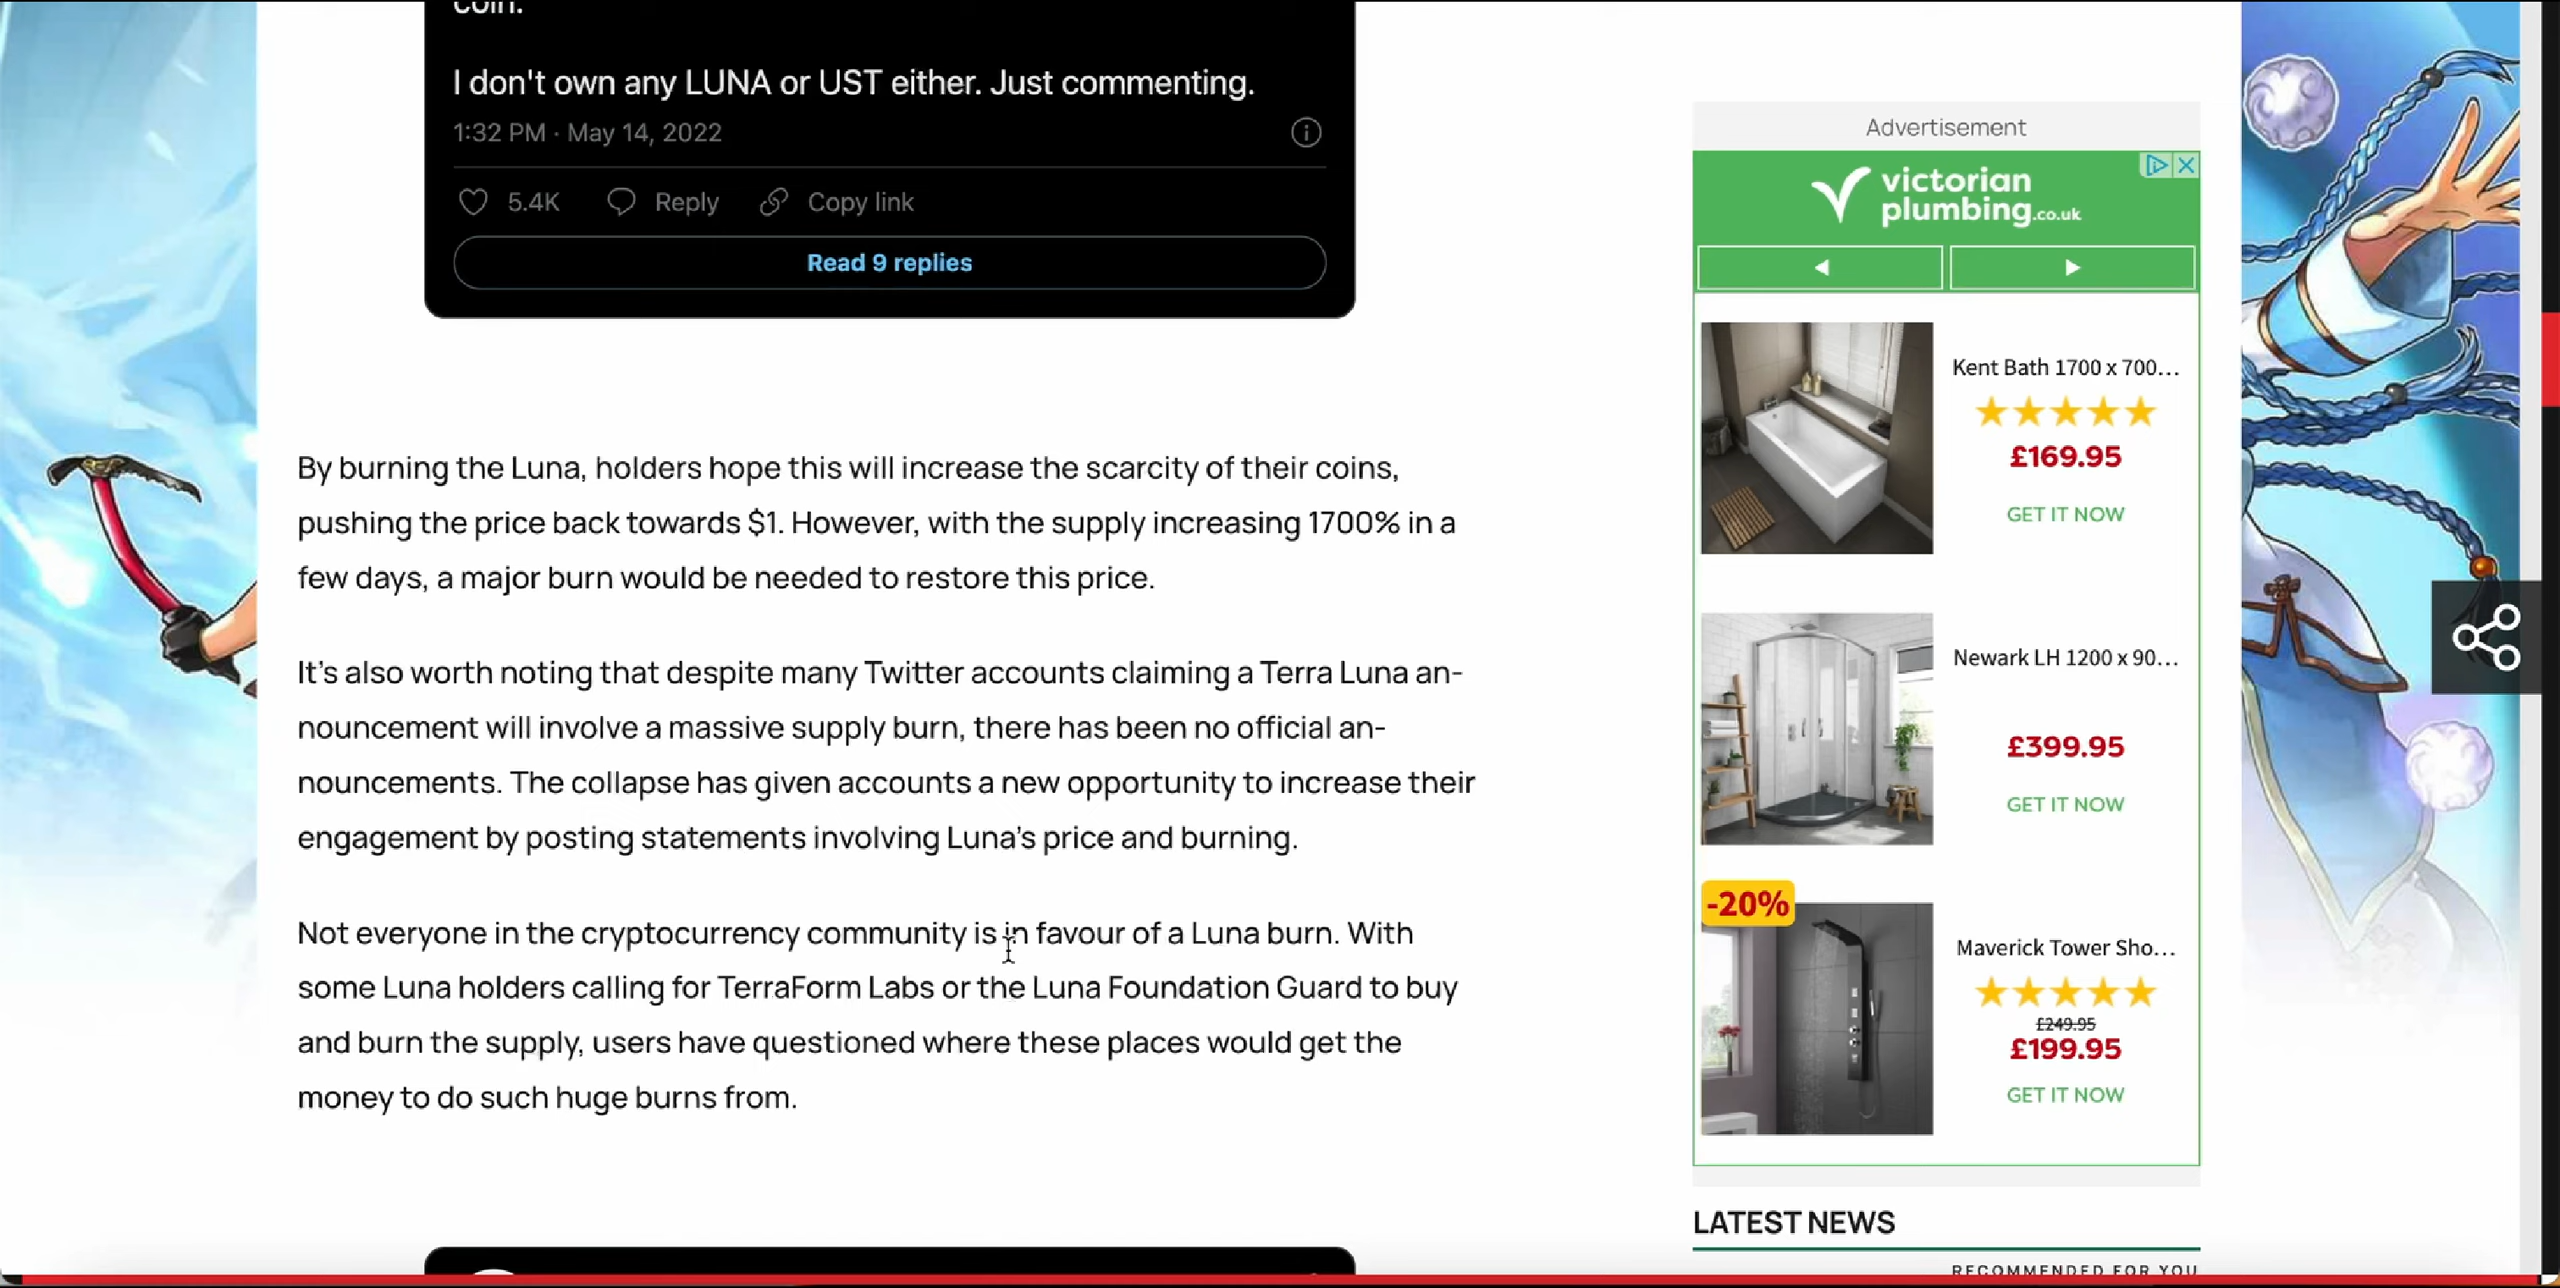 coin.
I don't own any LUNA or UST either. Just commenting.
1:32 PM · May 14, 2022
5.4K Reply Copy link
Read 9 replies
By burning the Luna, holders hope this will increase the scarcity of their coins,
pushing the price back towards $1. However, with the supply increasing 1700% in a
few days, a major burn would be needed to restore this price.
It’s also worth noting that despite many Twitter accounts claiming a Terra Luna an-
nouncement will involve a massive supply burn, there has been no official an-
nouncements. The collapse has given accounts a new opportunity to increase their
engagement by posting statements involving Luna’s price and burning.
Not everyone in the cryptocurrency community is in favour of a Luna burn. With
some Luna holders calling for TerraForm Labs or the Luna Foundation Guard to buy
and burn the supply, users have questioned where these places would get the
money to do such huge burns from.
Advertisement
victorian
plumbing.co.uk
Kent Bath 1700 x 700...
£169.95
GET IT NOW
Newark LH 1200 x 90...
£399.95
GET IT NOW
-20%
Maverick Tower Sho...
£249.95
£199.95
GET IT NOW
LATEST NEWS
RECOMMENDED FOR YOU